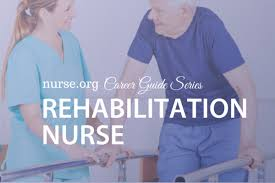 nurse.org Career Guide Series
REHABILITATION
NURSE